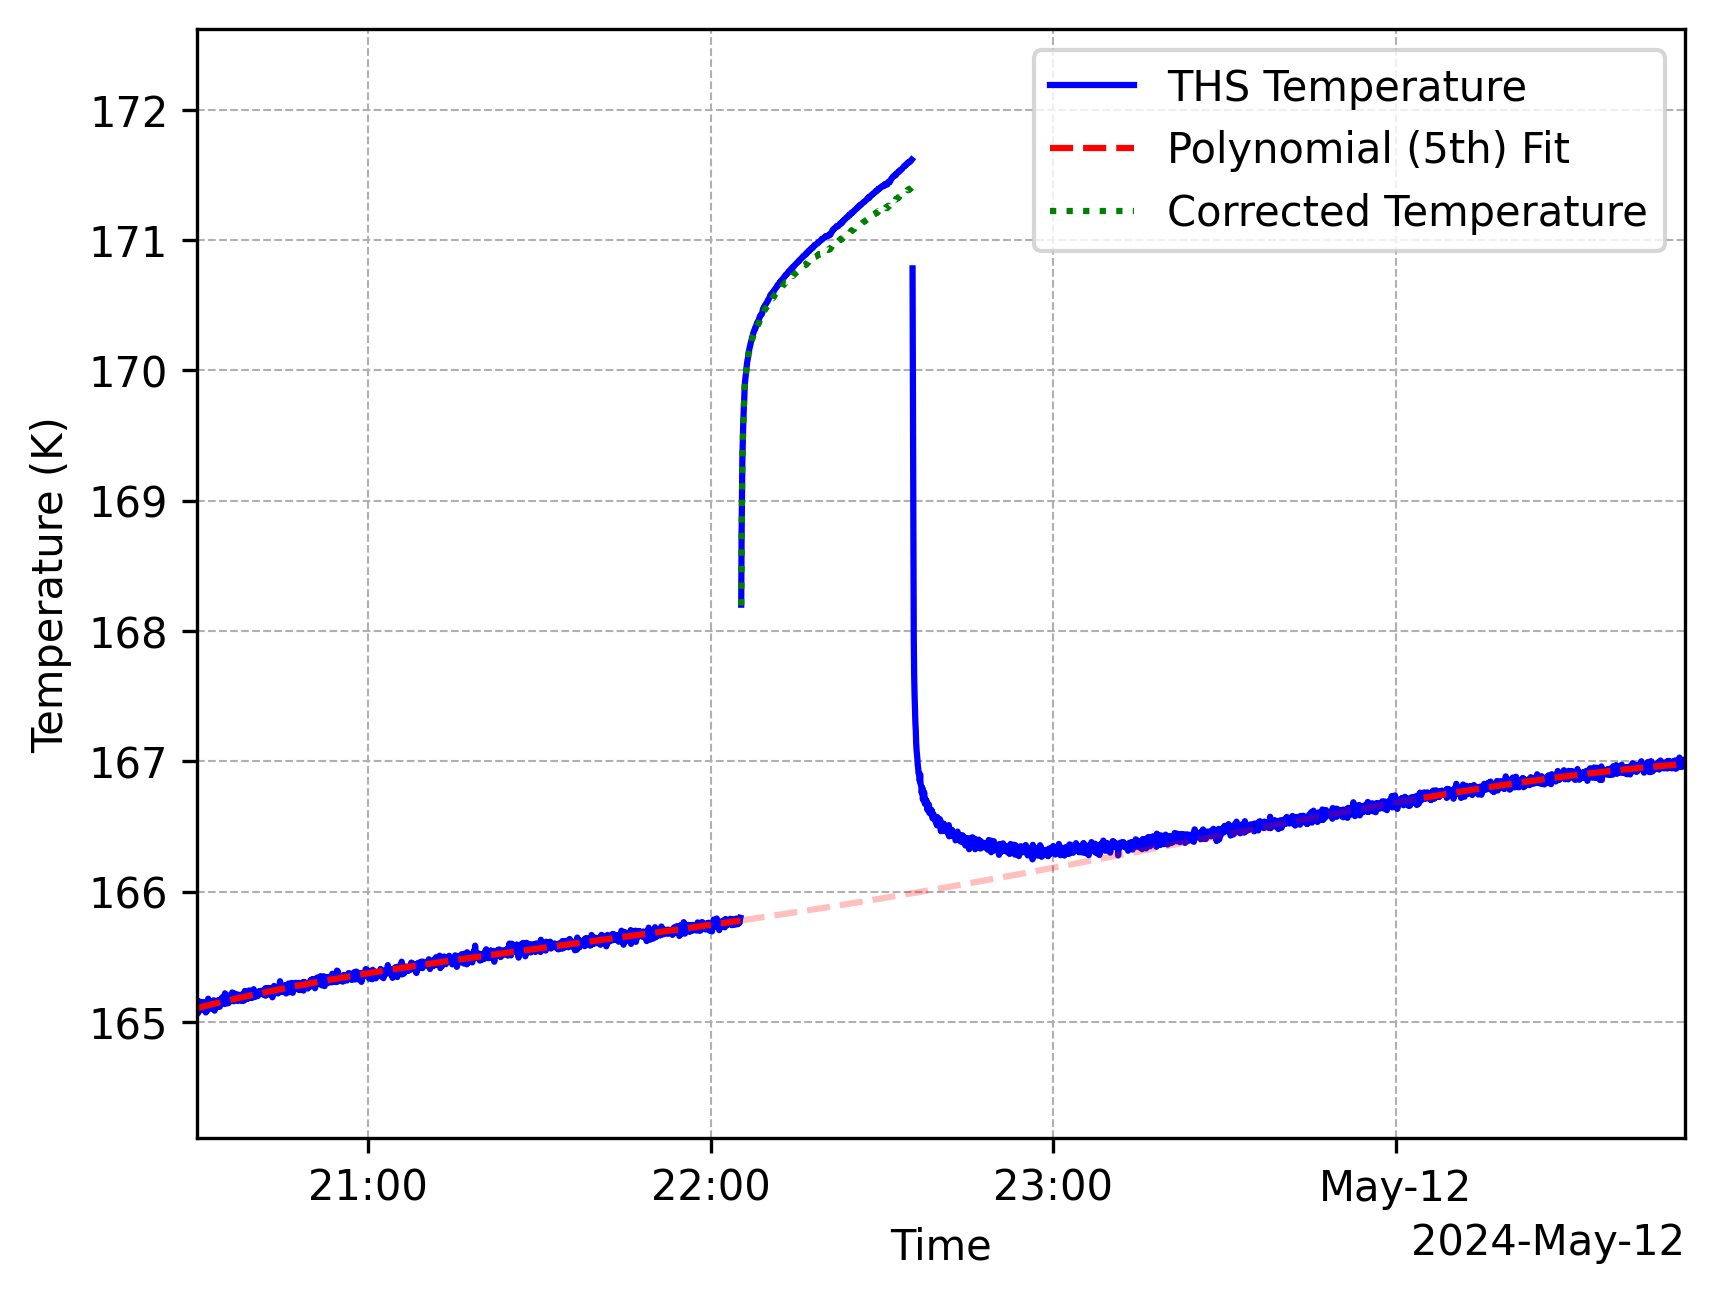 THS Temperature
Polynomial (5th) Fit
Corrected Temperature
172
171
170
169
168
167
166
165
Temperature (K)
21:00
22:00
23:00
May-12
Time
2024-May-12